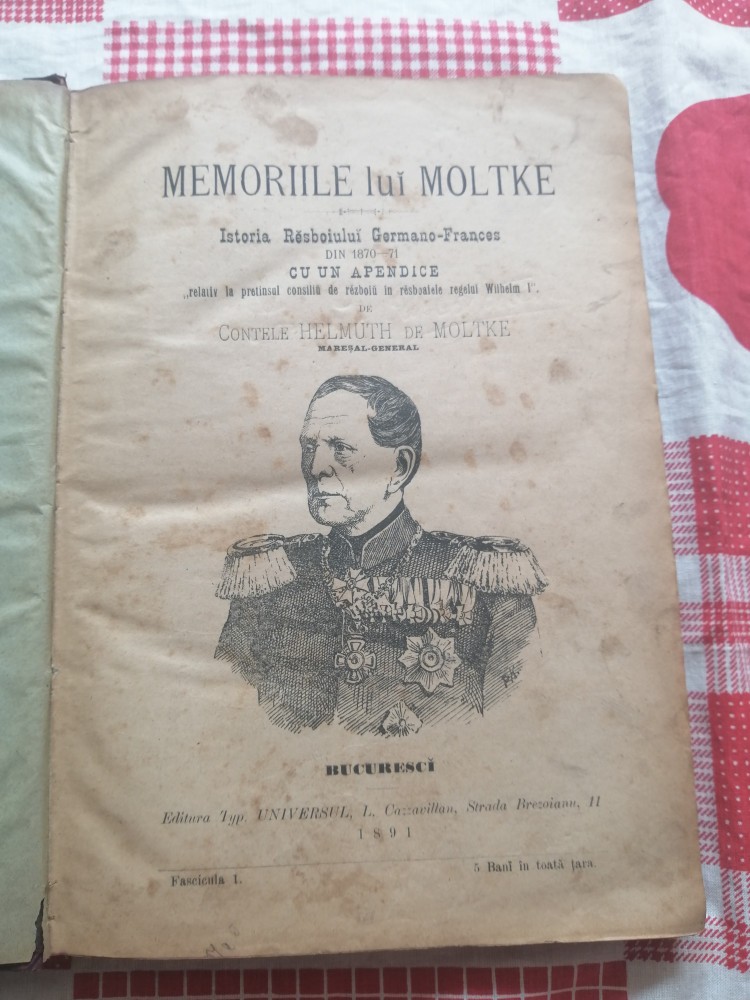 MEMORIILE luĭ MOLTKE
Istoria Rĕsboiuluĭ Germano-Frances
DIN 1870—71
CU UN APENDICE
„relativ la pretinsul consiliŭ de rĕzboiŭ in rĕsboaiele regelui Wilhelm I".
DE
CONTELE HELMUTH DE MOLTKE
MAREȘAL-GENERAL
BUCURESCĬ
Editura Typ. UNIVERSUL, L. Cazzavillan, Strada Brezoianu, 11
1891
Fascicula 1.
5 Banĭ în toată țara.